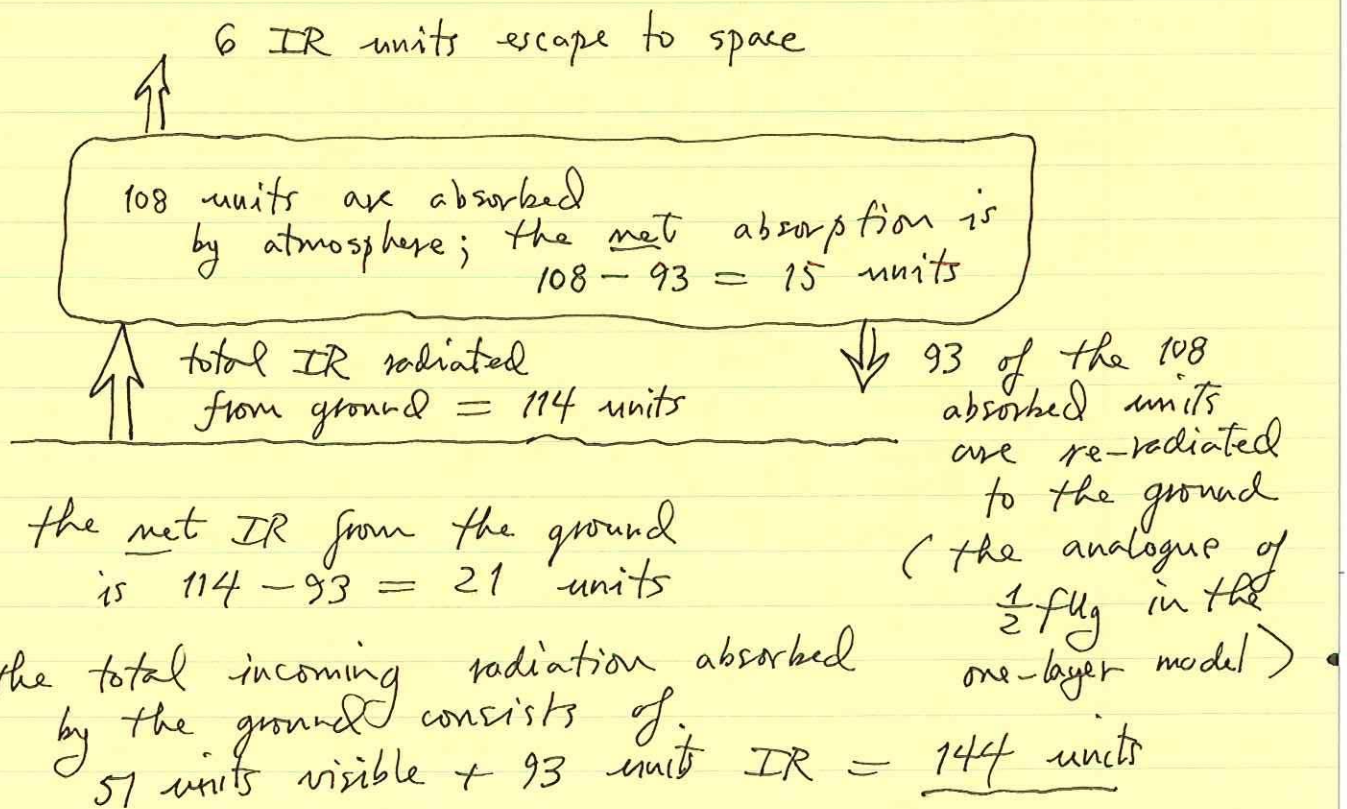 6 IR units escape to space
108 units are absorbed
by atmosphere; the net absorption is
108 - 93 = 15 units
total IR radiated
from ground = 114 units
93 of the 108
absorbed units
are re-radiated
to the ground
(the analogue of
1/2 fUg in the
one-layer model)
the net IR from the ground
is 114 - 93 = 21 units
the total incoming radiation absorbed
by the ground consists of.
51 units visible + 93 units IR = 144 units